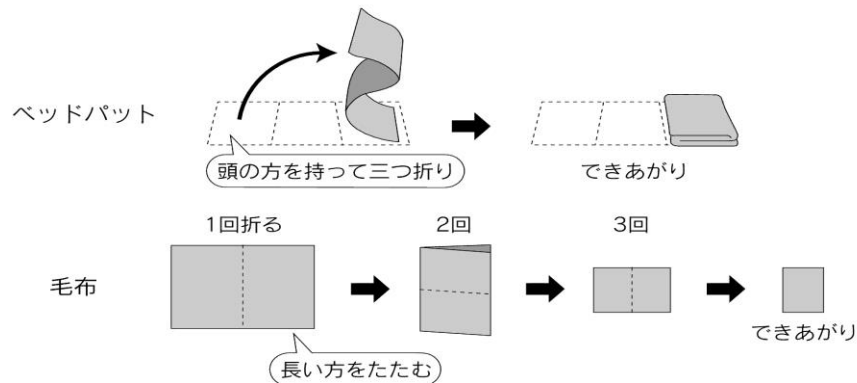 ベッドパット
頭の方を持って三つ折り
できあがり
1回折る
2回
3回
毛布
できあがり
長い方をたたむ